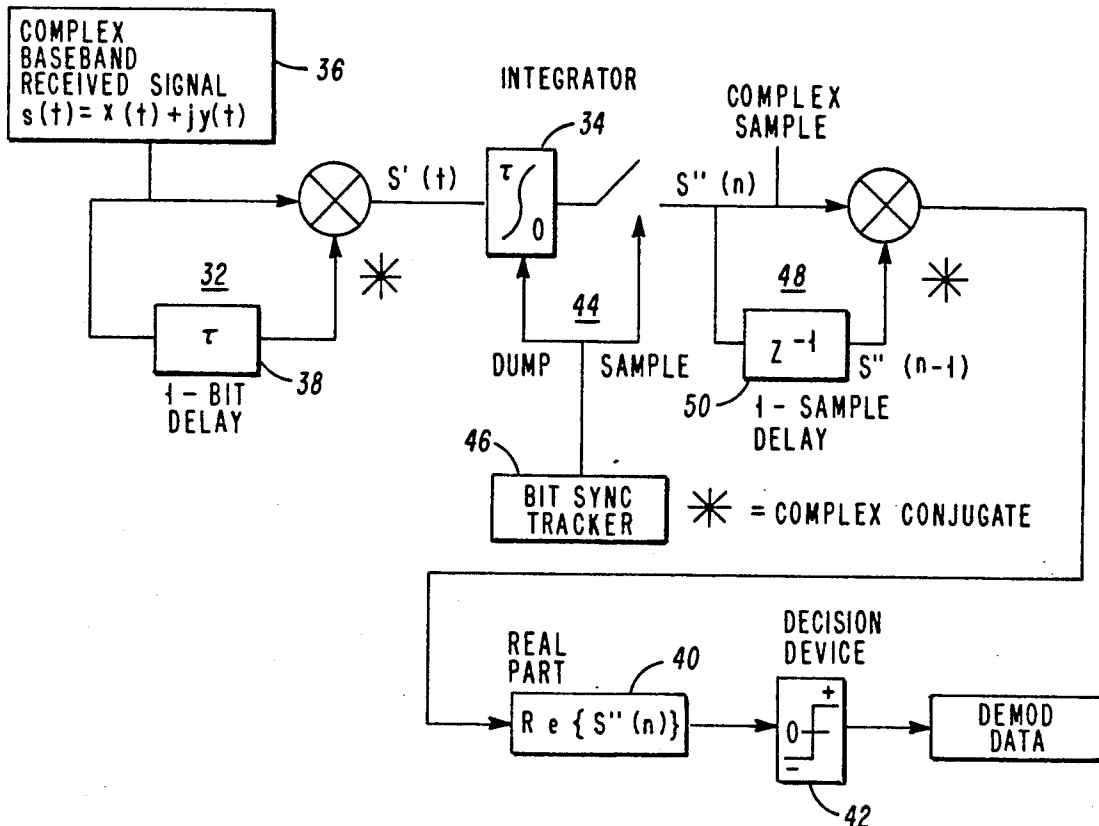 COMPLEX
BASEBAND
RECEIVED SIGNAL
s(t)= x (t) +jy(t)
36
INTEGRATOR
34
τ
∫
0
COMPLEX
SAMPLE
S' (t)
S'' (n)
32
✳
τ
38
1 - BIT
DELAY
44
DUMP
SAMPLE
48
✳
Z -1
S'' (n-1)
50
1 - SAMPLE
DELAY
46
BIT SYNC
TRACKER
✳ = COMPLEX CONJUGATE
REAL
PART
40
R e { S'' (n)}
DECISION
DEVICE
+
0
-
42
DEMOD
DATA